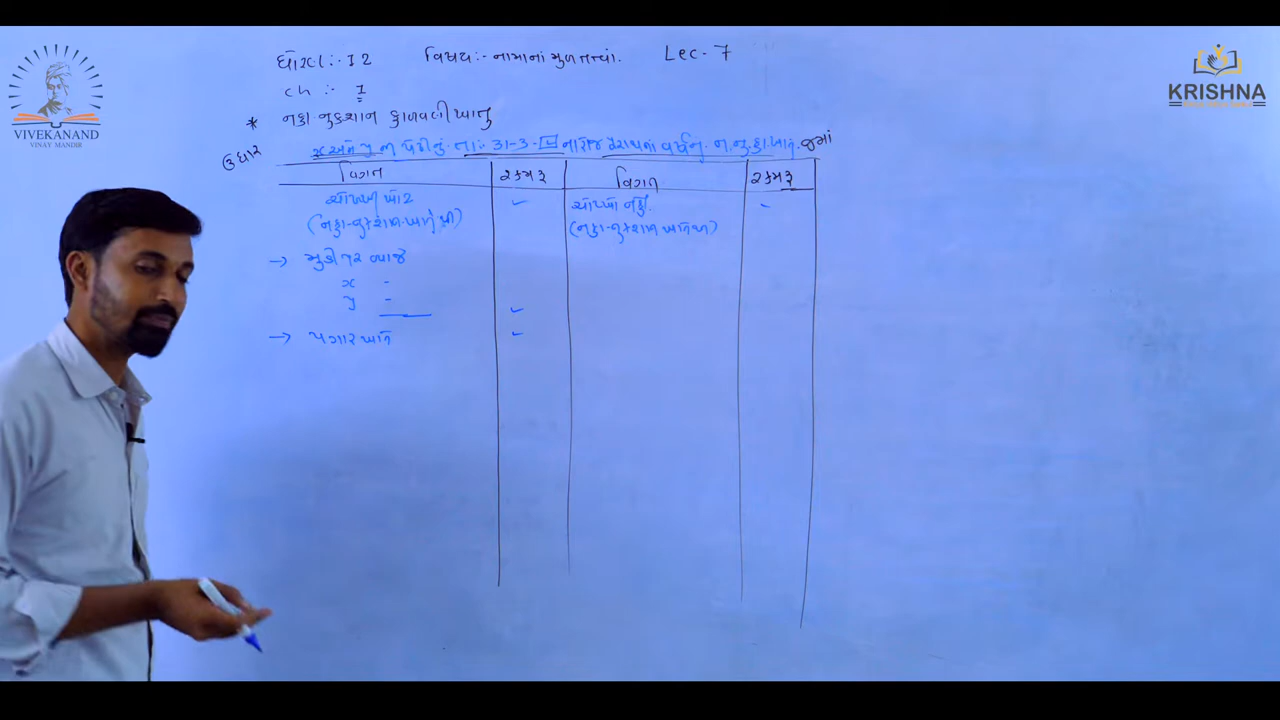 ધોરણ :- 12 વિષય :- નામાનાં મુળતત્વો. Lec - 7
ch :- 1
* નફા-નુકશાન ફાળવણી ખાતુ
ઉધાર x અને y ની પેઢીનું તા: 31-3- ના રોજ પુરા થતાં વર્ષનું ન.નુ.ફા.ખાતુ. જમાં
વિગત રકમ રૂ વિગત રકમ રૂ
ચોખ્ખી ખોટ ચોખ્ખો નફો.
(નફા-નુકશાન ખાતે થી) (નફા-નુકશાન ખાતેથી)
→ મુડી પર વ્યાજ
x -
y -
→ પગાર ખાતે
VIVEKANAND
VINAY MANDIR
KRISHNA